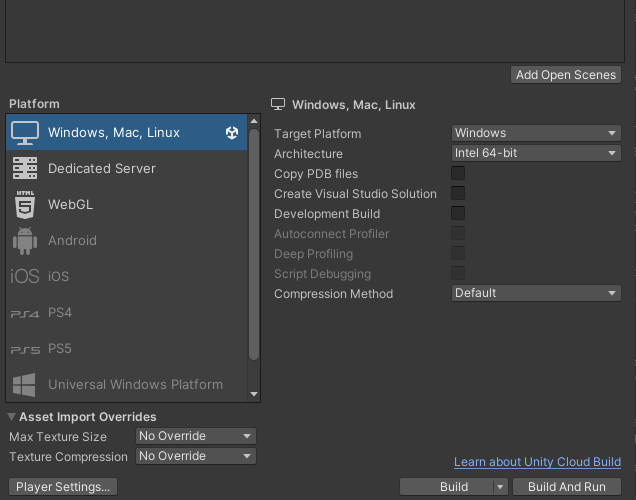 Add Open Scenes
Platform
Windows, Mac, Linux
Dedicated Server
HTML
5
WebGL
Android
iOS
iOS
PS4
PS4
PS5
PS5
Universal Windows Platform
Windows, Mac, Linux
Target Platform Windows
Architecture Intel 64-bit
Copy PDB files
Create Visual Studio Solution
Development Build
Autoconnect Profiler
Deep Profiling
Script Debugging
Compression Method Default
Asset Import Overrides
Max Texture Size No Override
Texture Compression No Override
Learn about Unity Cloud Build
Player Settings... Build Build And Run